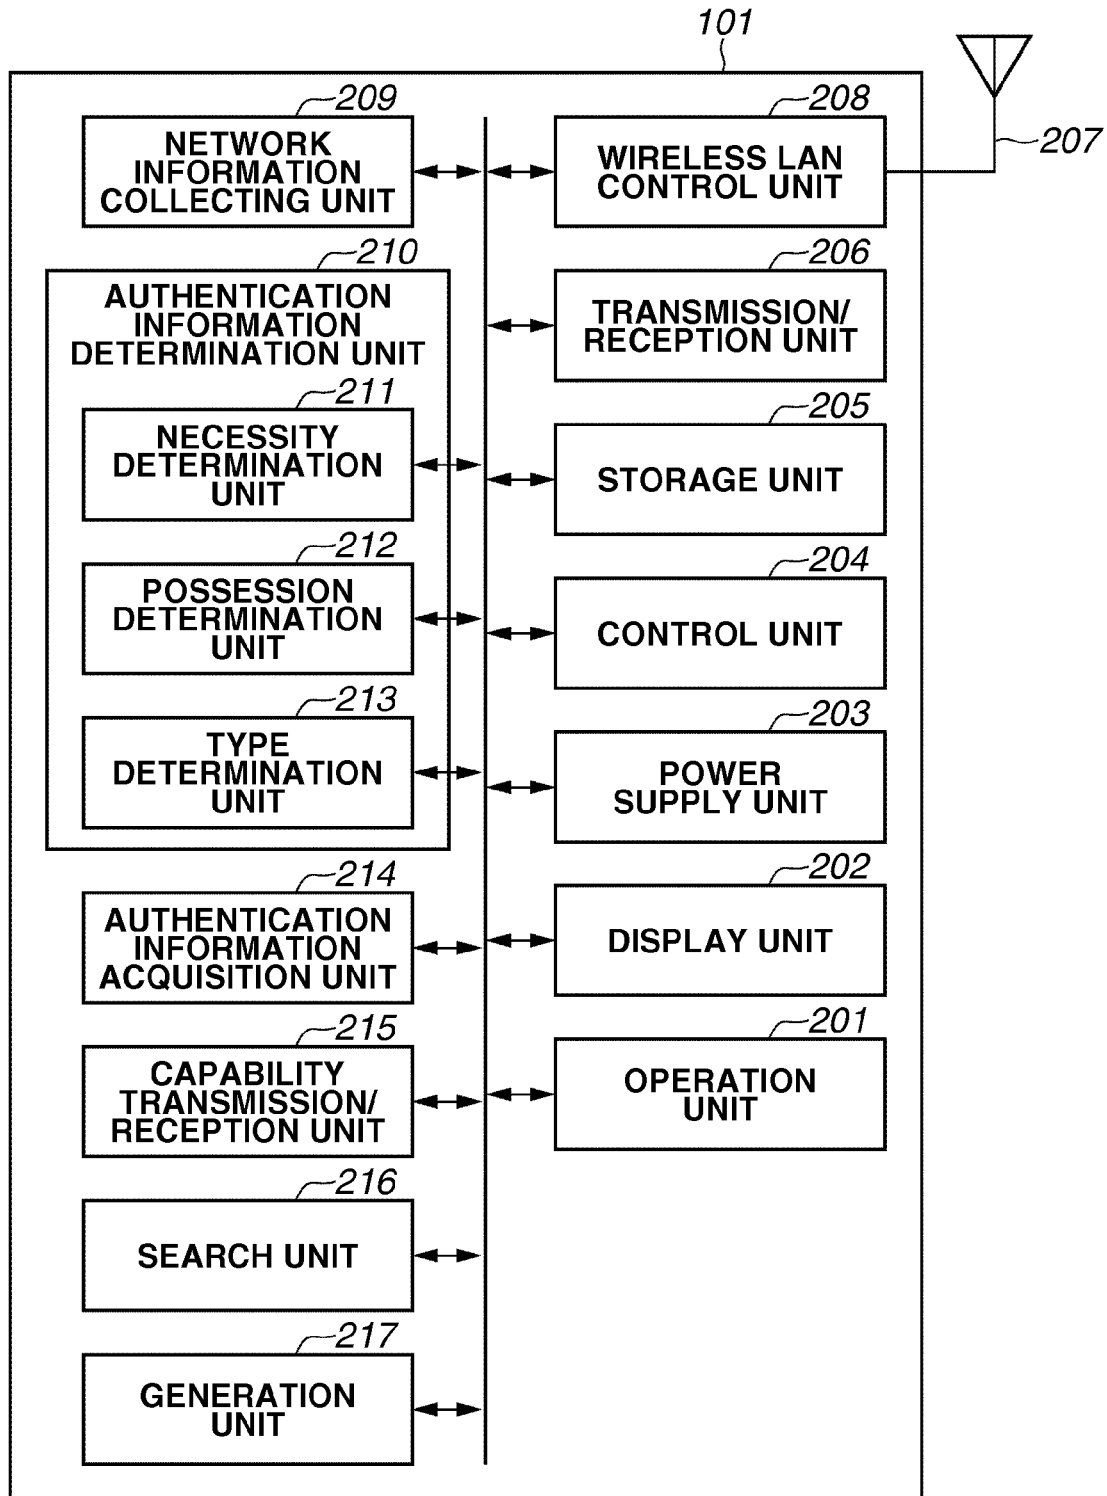 101
207
209
NETWORK
INFORMATION
COLLECTING UNIT
210
AUTHENTICATION
INFORMATION
DETERMINATION UNIT
211
NECESSITY
DETERMINATION
UNIT
212
POSSESSION
DETERMINATION
UNIT
213
TYPE
DETERMINATION
UNIT
214
AUTHENTICATION
INFORMATION
ACQUISITION UNIT
215
CAPABILITY
TRANSMISSION/
RECEPTION UNIT
216
SEARCH UNIT
217
GENERATION
UNIT
208
WIRELESS LAN
CONTROL UNIT
206
TRANSMISSION/
RECEPTION UNIT
205
STORAGE UNIT
204
CONTROL UNIT
203
POWER
SUPPLY UNIT
202
DISPLAY UNIT
201
OPERATION
UNIT